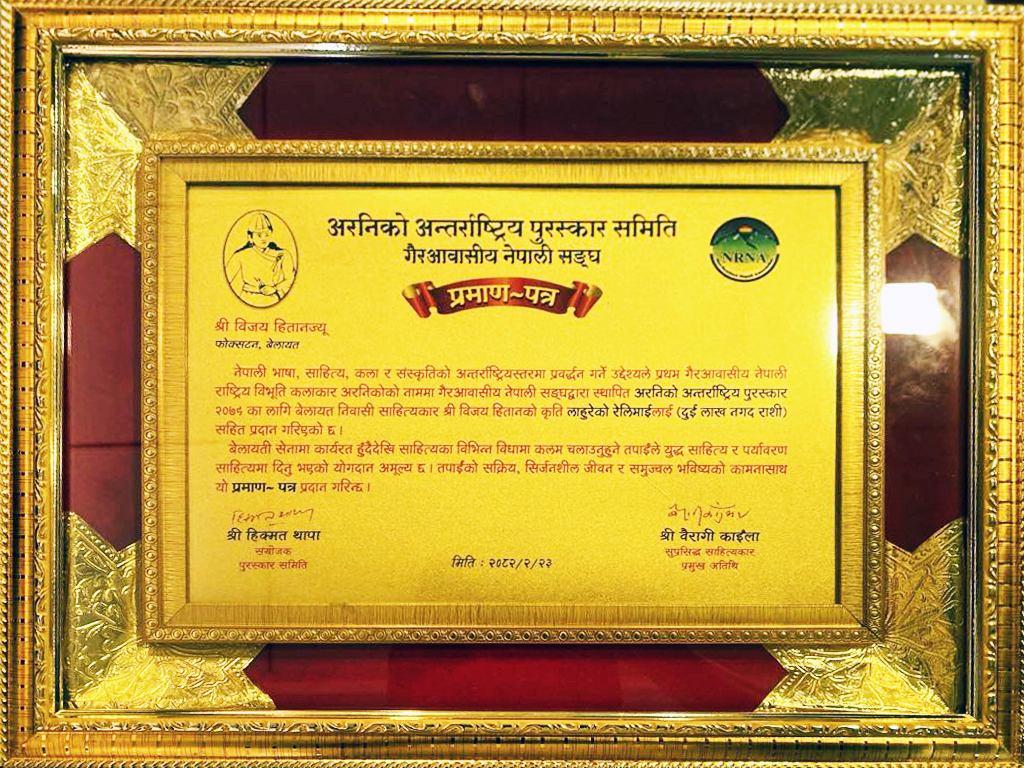 अरनिको अन्तर्राष्ट्रिय पुरस्कार समिति
गैरआवासीय नेपाली सङ्घ
NRNA
प्रमाण~पत्र
श्री विजय हितानज्यू
फोक्सटन, बेलायत
नेपाली भाषा, साहित्य, कला र संस्कृतिको अन्तर्राष्ट्रियस्तरमा प्रवर्द्धन गर्ने उद्देश्यले प्रथम गैरआवासीय नेपाली
राष्ट्रिय विभूति कलाकार अरनिकोको नाममा गैरआवासीय नेपाली सङ्घद्वारा स्थापित अरनिको अन्तर्राष्ट्रिय पुरस्कार
का लागि बेलायत निवासी साहित्यकार श्री विजय हितानको कृति लाहुरेको रेलिमाईलाई (दुई लाख नगद राशी)
सहित प्रदान गरिएको छ ।
बेलायती सेनामा कार्यरत हुँदैदेखि साहित्यका विभिन्न विधामा कलम चलाउनुहुने तपाईंले युद्ध साहित्य र पर्यावरण
साहित्यमा दिनु भएको योगदान अमूल्य छ । तपाईंको सक्रिय, सिर्जनशील जीवन र समुज्वल भविष्यको कामनासाथ
यो प्रमाण~ पत्र प्रदान गरिन्छ ।
श्री हिक्मत थापा
संयोजक
पुरस्कार समिति
मिति : २०८२/२/२३
श्री वैरागी काइँला
सुप्रसिद्ध साहित्यकार
प्रमुख अतिथि